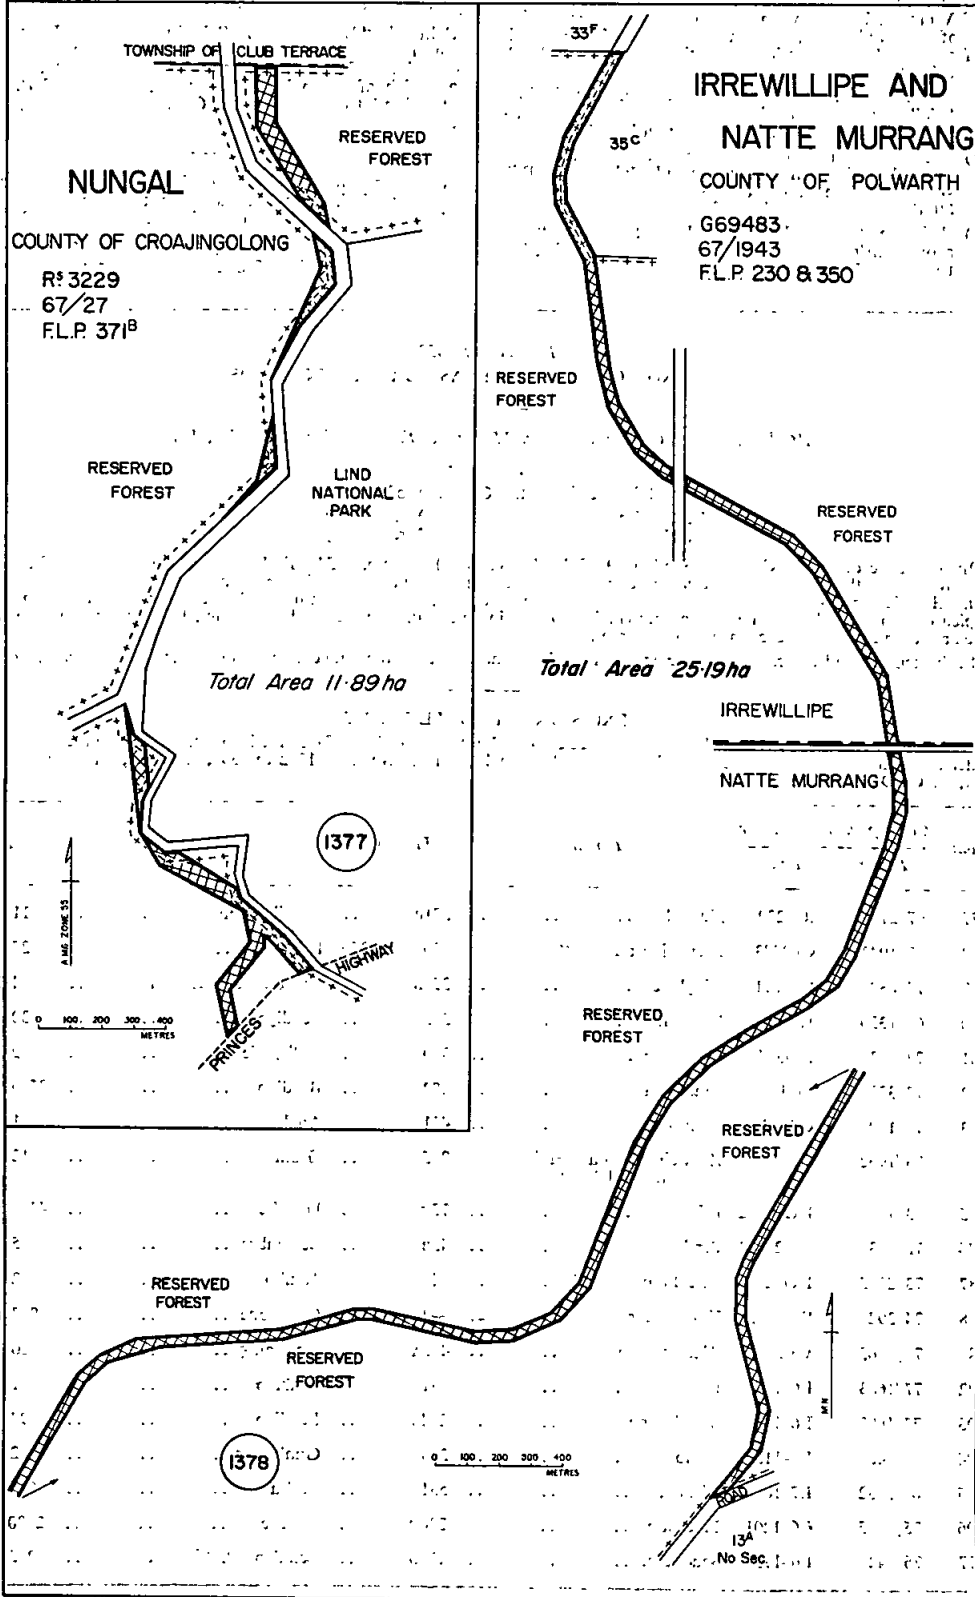 TOWNSHIP OF CLUB TERRACE
RESERVED
FOREST
NUNGAL
COUNTY OF CROAJINGOLONG
Rs 3229
67/27
F.L.P. 371B
RESERVED
FOREST
LIND
NATIONAL
PARK
Total Area 11·89 ha
1377
A M G ZONE 55
0 100 200 300 400
METRES
PRINCES HIGHWAY
33F
IRREWILLIPE AND
NATTE MURRANG
35C
COUNTY OF POLWARTH
G69483
67/1943
F.L.P. 230 & 350
RESERVED
FOREST
RESERVED
FOREST
Total Area 25·19 ha
IRREWILLIPE
NATTE MURRANG
RESERVED
FOREST
RESERVED
FOREST
RESERVED
FOREST
RESERVED
FOREST
MN
1378
0 100 200 300 400
METRES
ROAD
13A
No Sec.